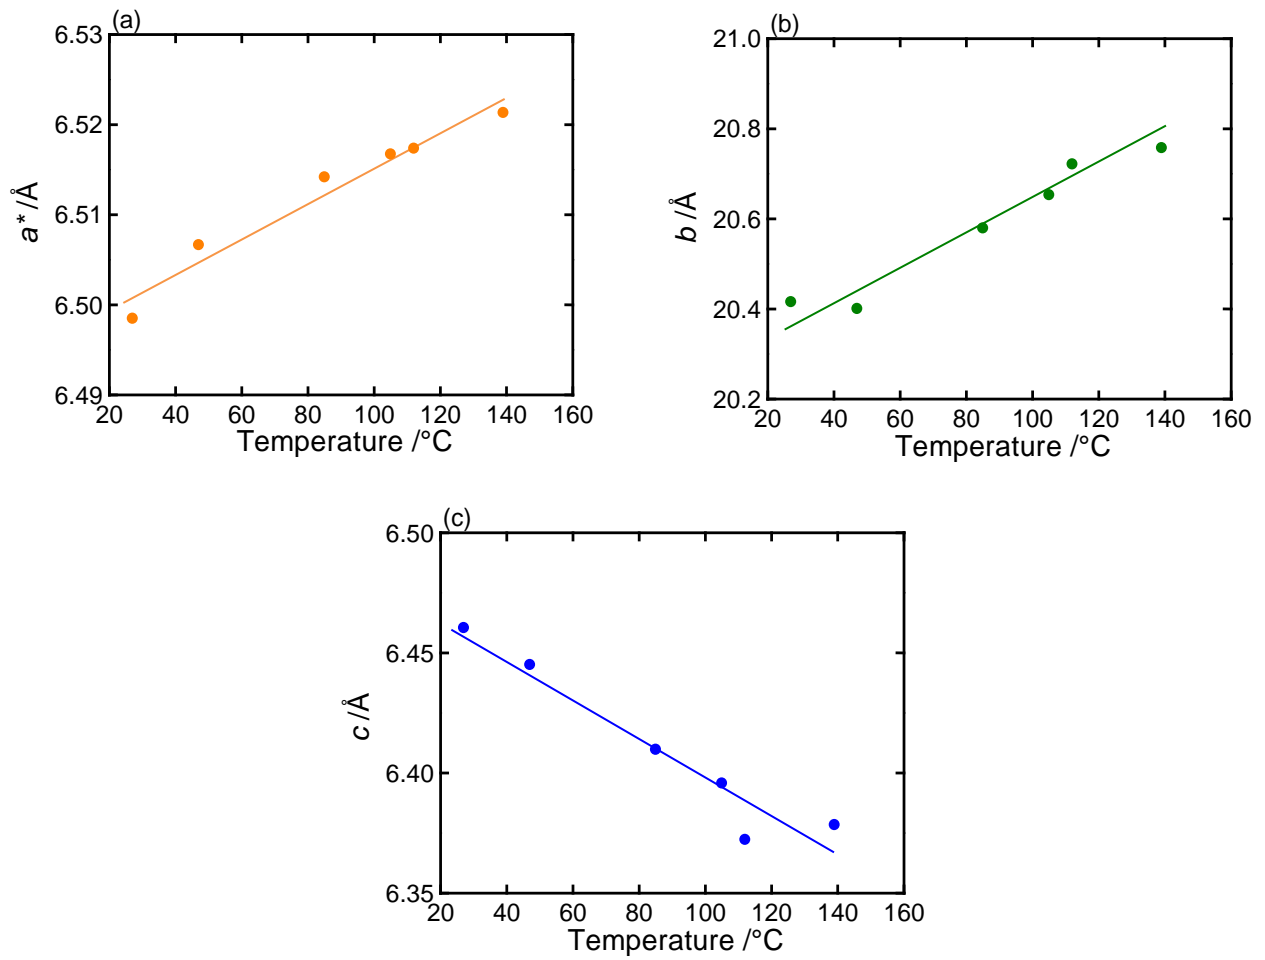 (a)
6.53
6.52
6.51
6.50
6.49
a* /Å
20 40 60 80 100 120 140 160
Temperature /°C
(b)
21.0
20.8
20.6
20.4
20.2
b /Å
20 40 60 80 100 120 140 160
Temperature /°C
(c)
6.50
6.45
6.40
6.35
c /Å
20 40 60 80 100 120 140 160
Temperature /°C